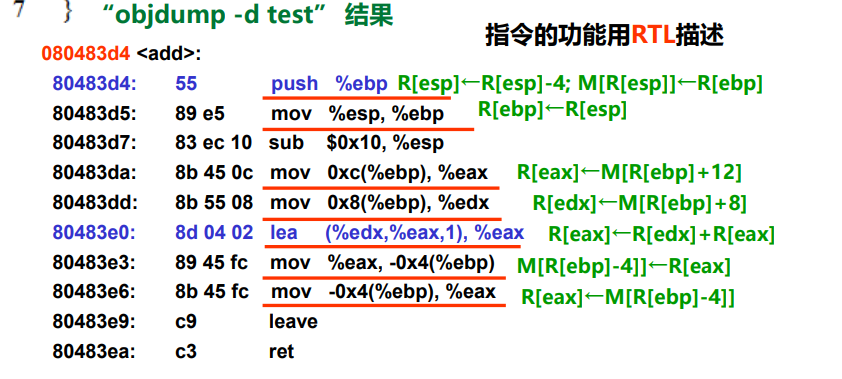 7 } “objdump -d test” 结果
指令的功能用RTL描述
080483d4 <add>:
80483d4: 55 push %ebp R[esp]←R[esp]-4; M[R[esp]]←R[ebp]
80483d5: 89 e5 mov %esp, %ebp R[ebp]←R[esp]
80483d7: 83 ec 10 sub $0x10, %esp
80483da: 8b 45 0c mov 0xc(%ebp), %eax R[eax]←M[R[ebp]+12]
80483dd: 8b 55 08 mov 0x8(%ebp), %edx R[edx]←M[R[ebp]+8]
80483e0: 8d 04 02 lea (%edx,%eax,1), %eax R[eax]←R[edx]+R[eax]
80483e3: 89 45 fc mov %eax, -0x4(%ebp) M[R[ebp]-4]]←R[eax]
80483e6: 8b 45 fc mov -0x4(%ebp), %eax R[eax]←M[R[ebp]-4]]
80483e9: c9 leave
80483ea: c3 ret